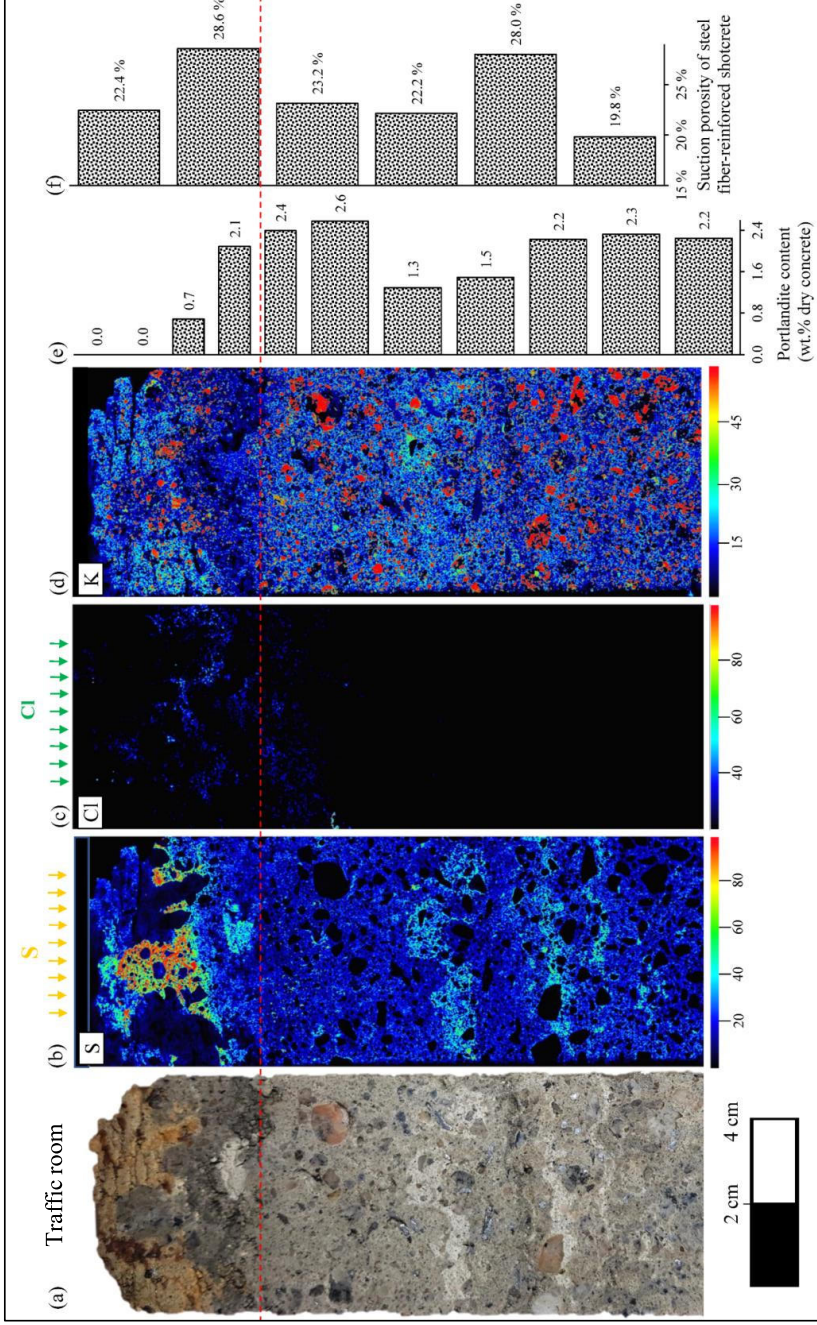 (a)
Traffic room
2 cm
4 cm
(b)
S
S
20
40
60
80
(c)
Cl
Cl
40
60
80
(d)
K
15
30
45
(e)
0.0
0.0
0.7
2.1
2.4
2.6
1.3
1.5
2.2
2.3
2.2
0.0
0.8
1.6
2.4
Portlandite content
(wt.% dry concrete)
(f)
22.4 %
28.6 %
23.2 %
22.2 %
28.0 %
19.8 %
15 %
20 %
25 %
Suction porosity of steel
fiber-reinforced shotcrete